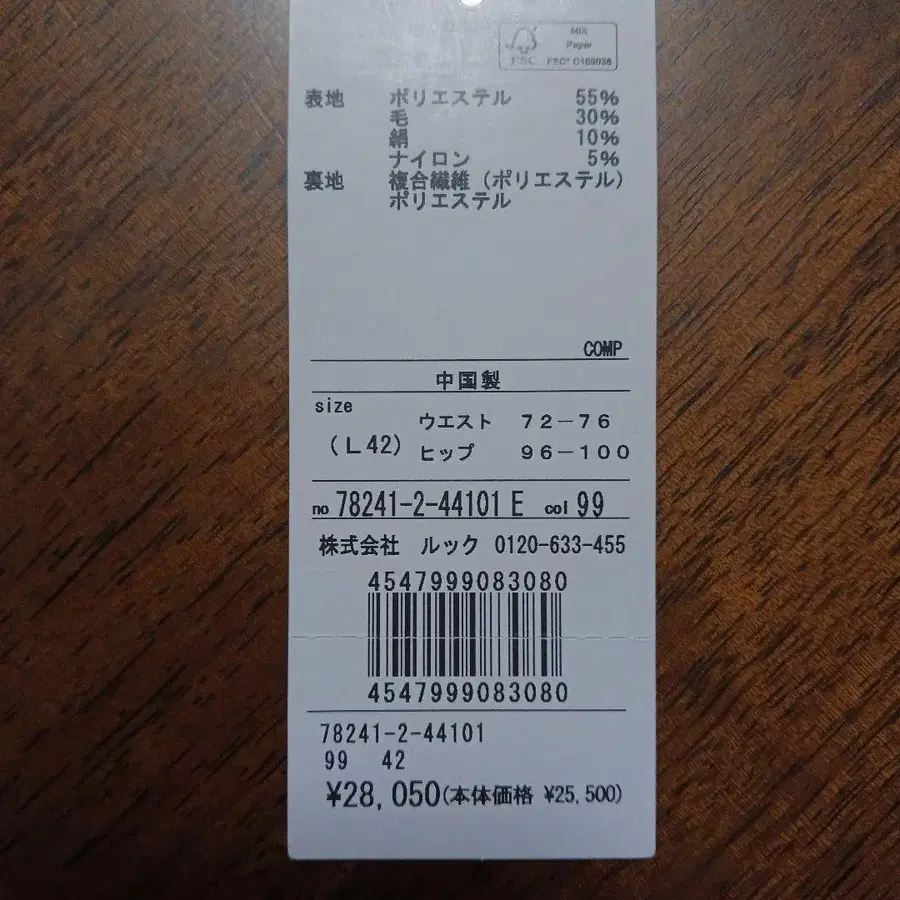 MIX
Paper
FSC
FSC® C169036
表地 ポリエステル 55%
毛 30%
絹 10%
ナイロン 5%
裏地 複合繊維(ポリエステル)
ポリエステル
COMP
中国製
size
(L42)
ウエスト 72－76
ヒップ 96－100
no 78241-2-44101 E col 99
株式会社 ルック 0120-633-455
4547999083080
4547999083080
78241-2-44101
99 42
¥28,050(本体価格 ¥25,500)